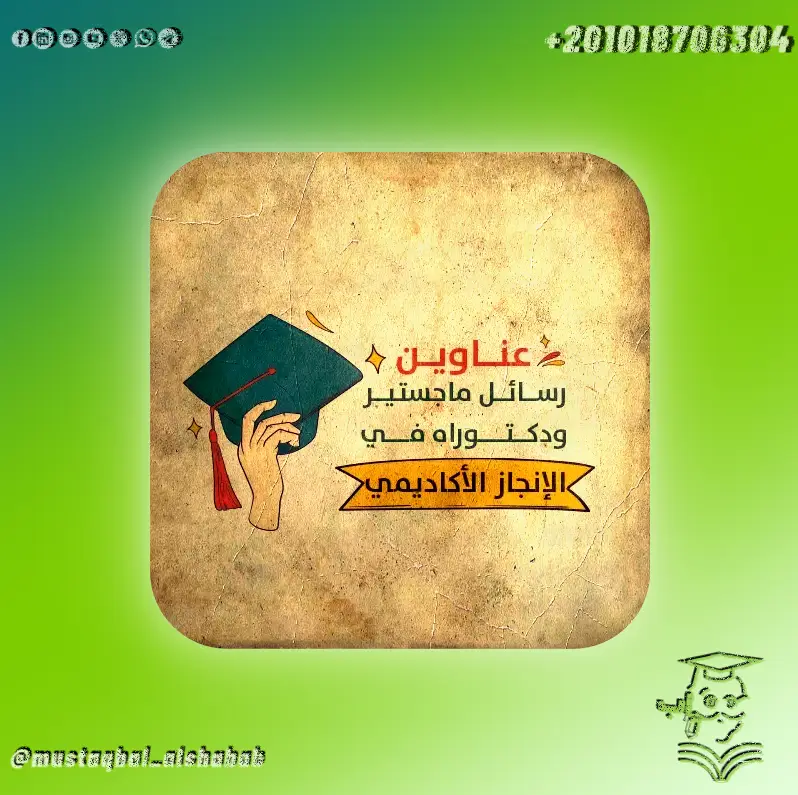 +201018706304
عناوين
رسائل ماجستير
ودكتوراه في
الإنجاز الأكاديمي
@mustaqbal_alshabab